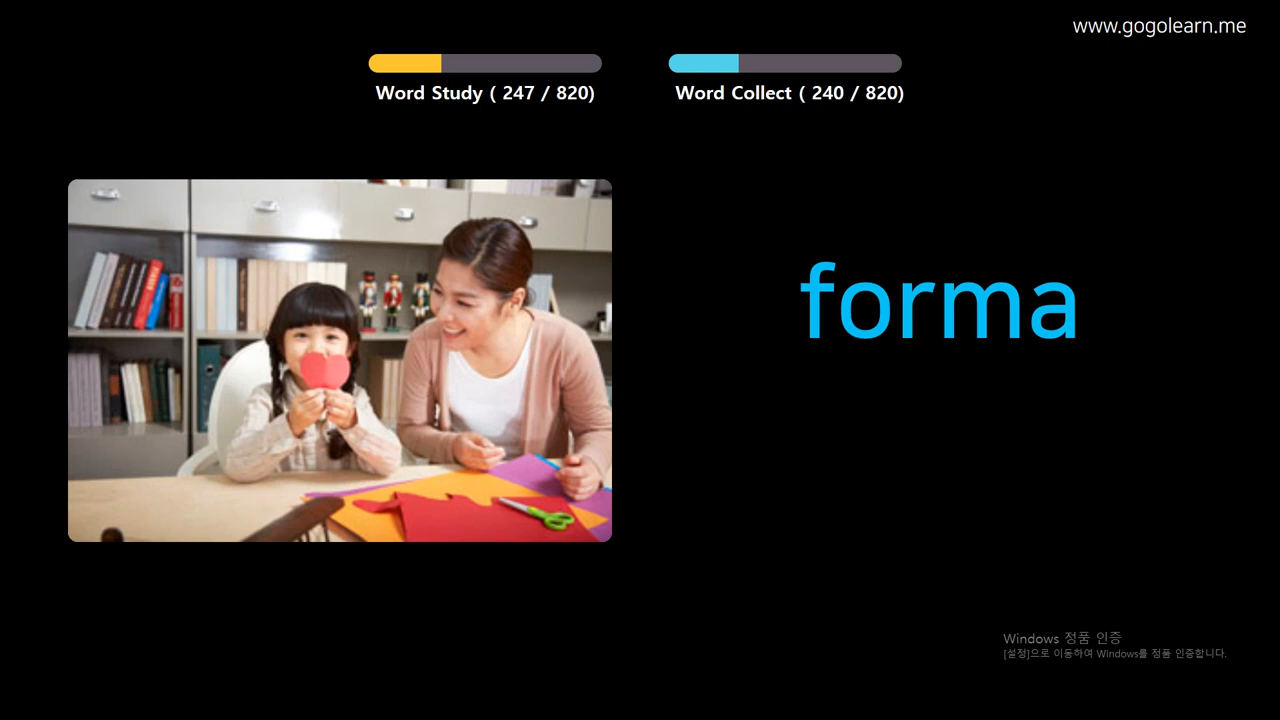 www.gogolearn.me
Word Study ( 247 / 820)
Word Collect ( 240 / 820)
forma
Windows 정품 인증
[설정]으로 이동하여 Windows를 정품 인증합니다.